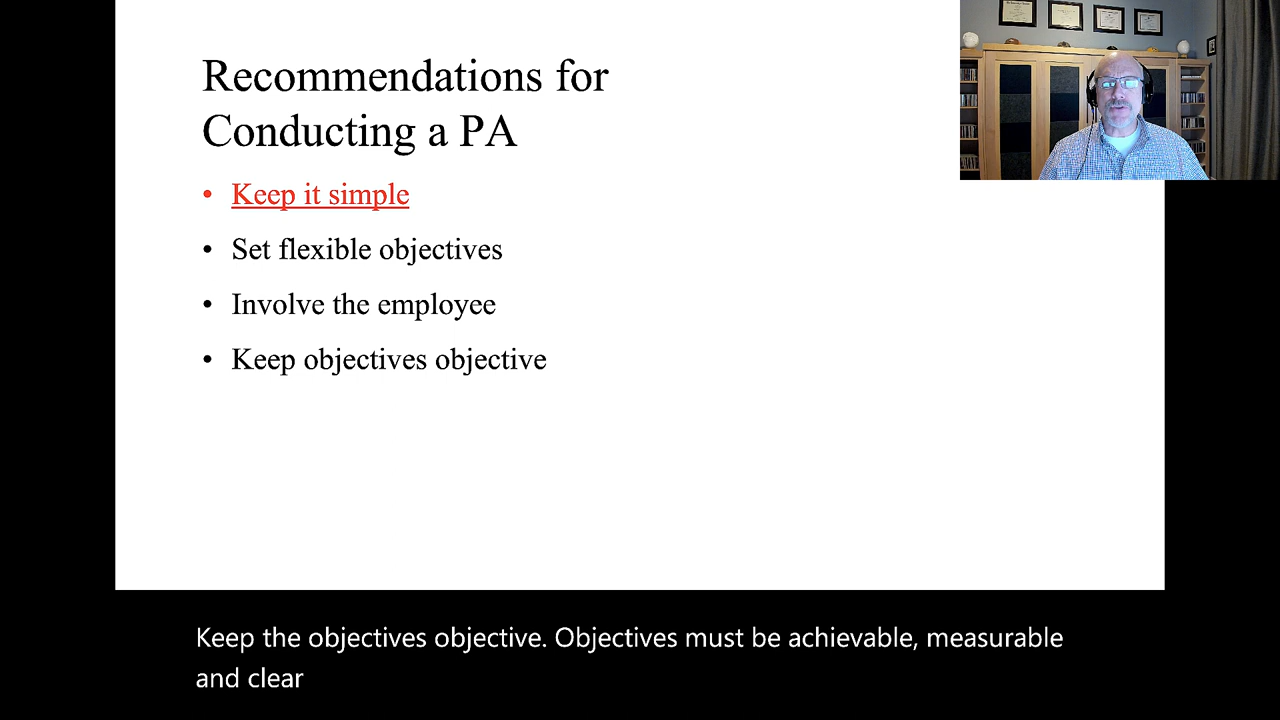 Recommendations for
Conducting a PA
• Keep it simple
• Set flexible objectives
• Involve the employee
• Keep objectives objective
Keep the objectives objective. Objectives must be achievable, measurable
and clear